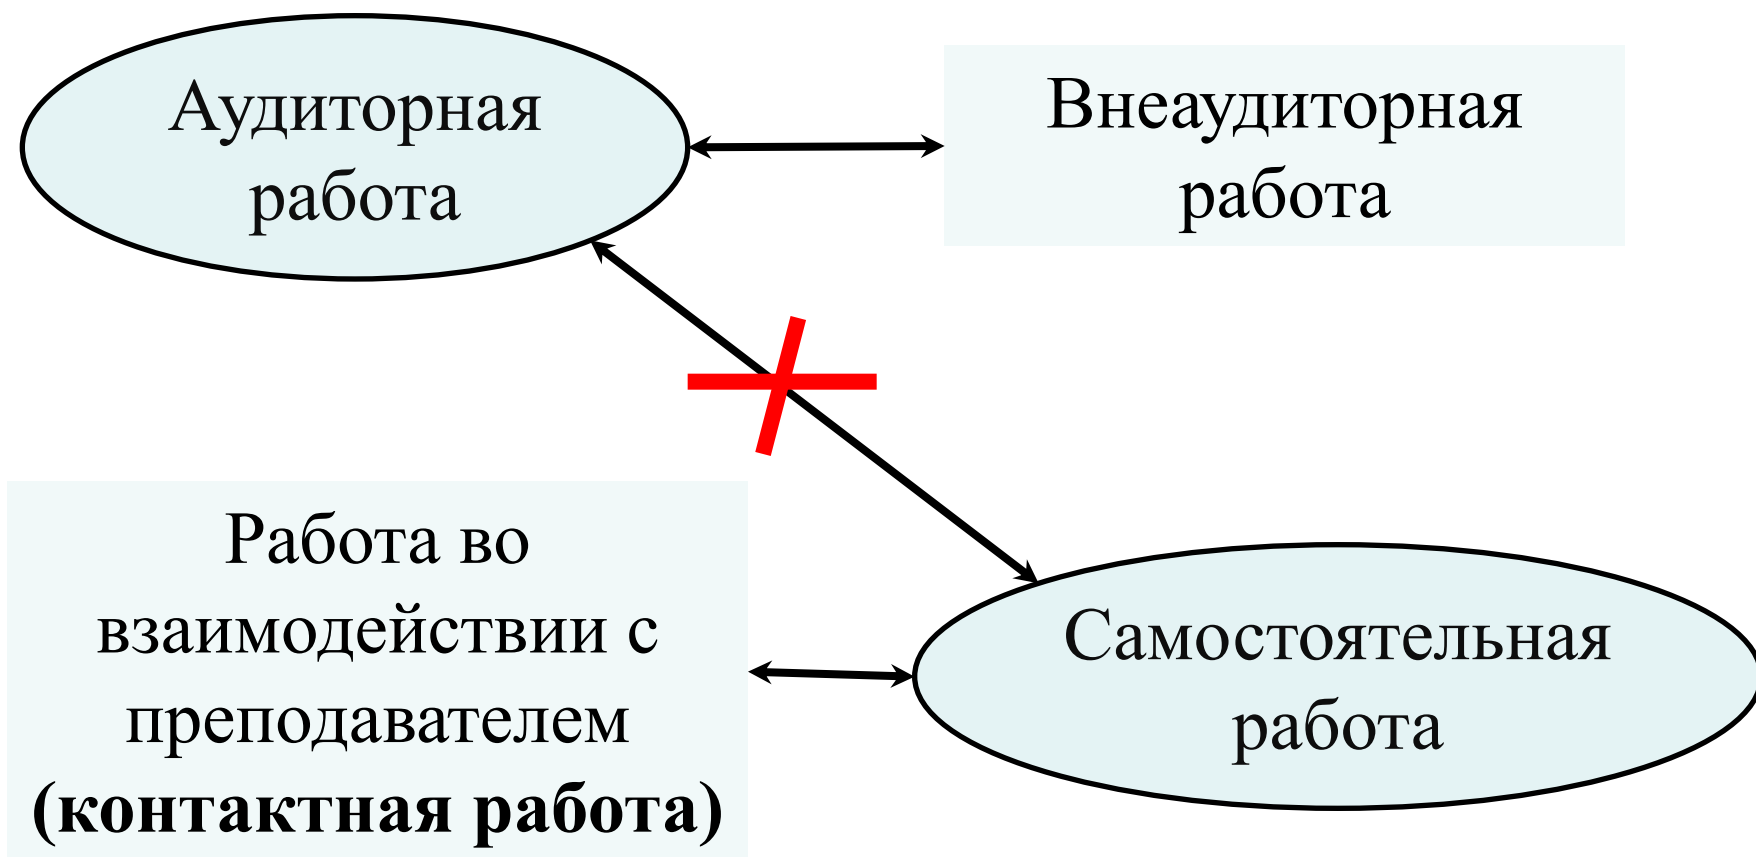 Аудиторная
работа
Внеаудиторная
работа
Работа во
взаимодействии с
преподавателем
(контактная работа)
Самостоятельная
работа